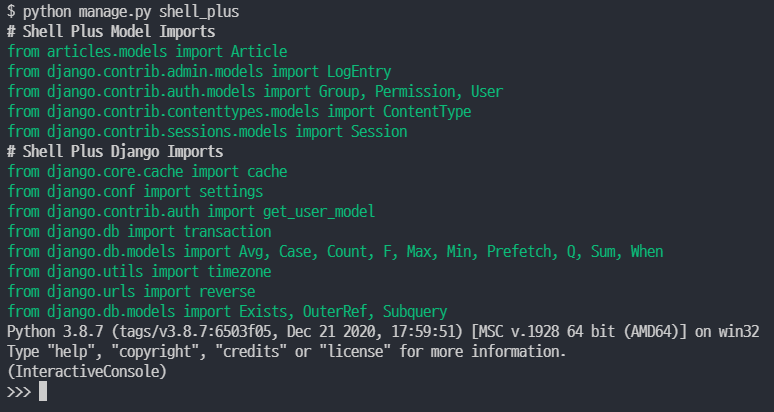 $ python manage.py shell_plus
# Shell Plus Model Imports
from articles.models import Article
from django.contrib.admin.models import LogEntry
from django.contrib.auth.models import Group, Permission, User
from django.contrib.contenttypes.models import ContentType
from django.contrib.sessions.models import Session
# Shell Plus Django Imports
from django.core.cache import cache
from django.conf import settings
from django.contrib.auth import get_user_model
from django.db import transaction
from django.db.models import Avg, Case, Count, F, Max, Min, Prefetch, Q, Sum, When
from django.utils import timezone
from django.urls import reverse
from django.db.models import Exists, OuterRef, Subquery
Python 3.8.7 (tags/v3.8.7:6503f05, Dec 21 2020, 17:59:51) [MSC v.1928 64 bit (AMD64)] on win32
Type "help", "copyright", "credits" or "license" for more information.
(InteractiveConsole)
>>>